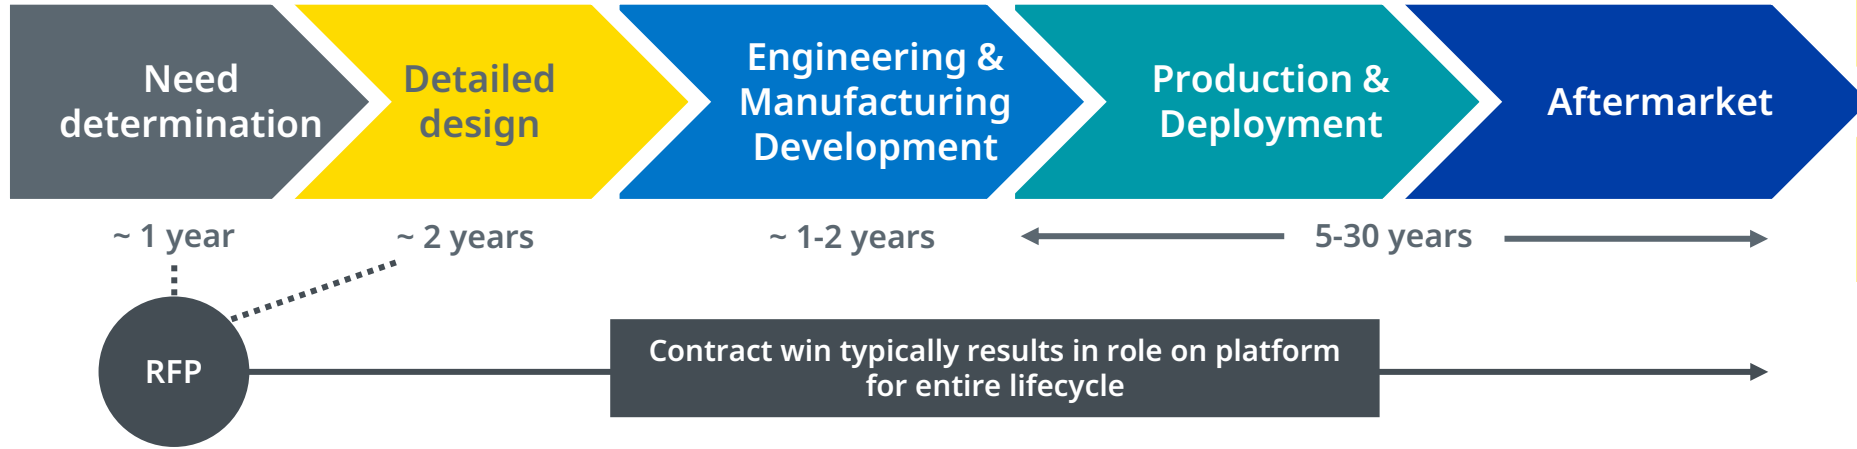 Need
determination
Detailed
design
Engineering &
Manufacturing
Development
Production &
Deployment
Aftermarket
~ 1 year
~ 2 years
~ 1-2 years
5-30 years
RFP
Contract win typically results in role on platform
for entire lifecycle